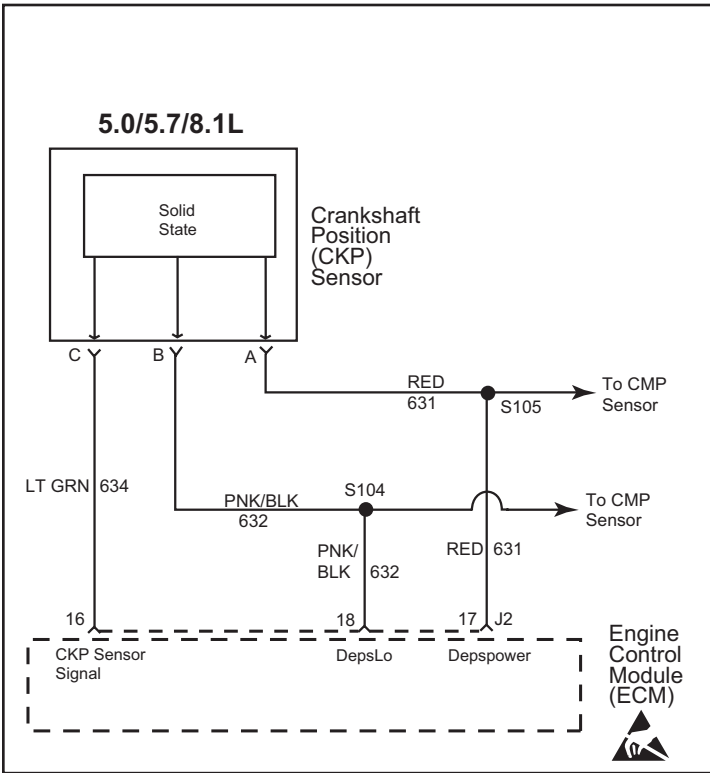 5.0/5.7/8.1L
Solid
State
Crankshaft
Position
(CKP)
Sensor
C
B
A
RED
631
S105
To CMP
Sensor
LT GRN
634
PNK/BLK
632
S104
To CMP
Sensor
PNK/
BLK
632
RED
631
16
18
17
J2
CKP Sensor
Signal
DepsLo
Depspower
Engine
Control
Module
(ECM)